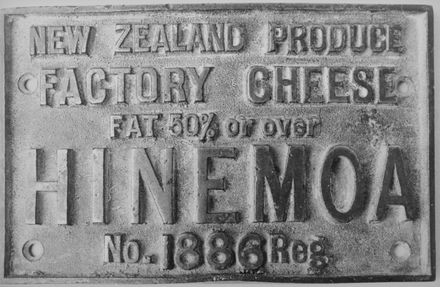 NEW ZEALAND PRODUCE
FACTORY CHEESE
FAT 50% or over
HINEMOA
No. 1886 Reg.